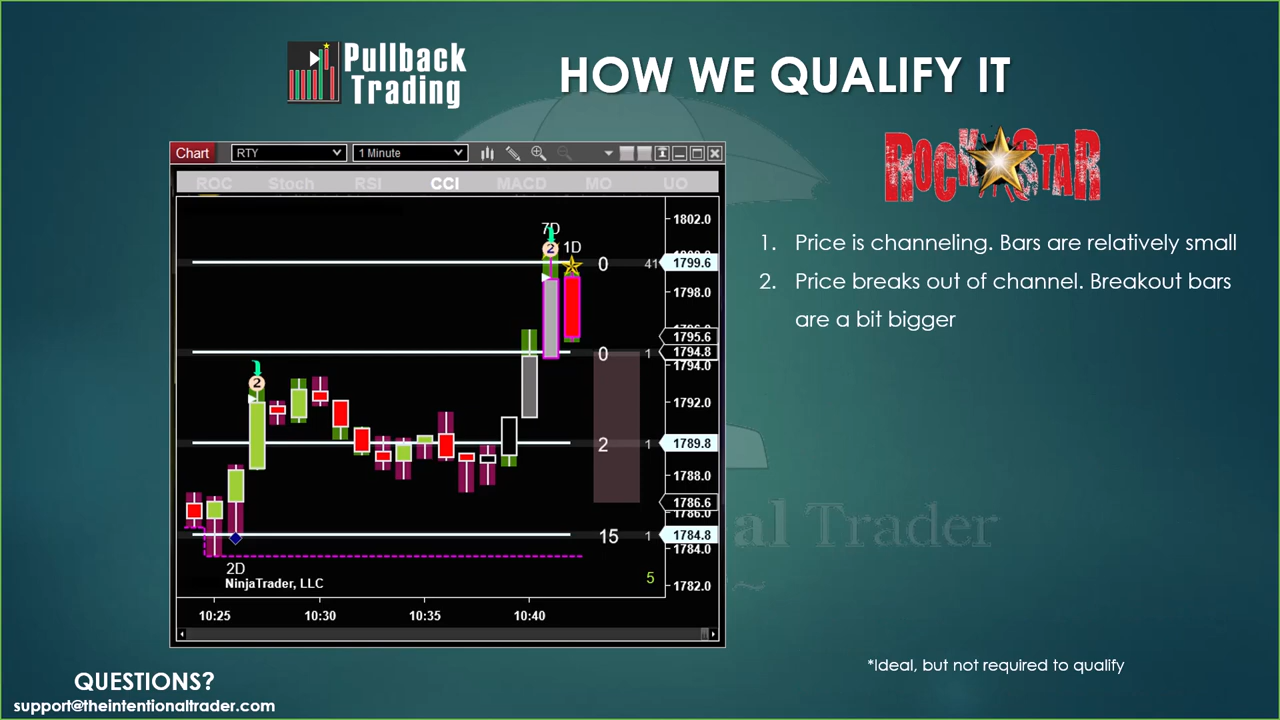 Pullback
Trading
HOW WE QUALIFY IT
ROCK STAR
Chart
RTY
1 Minute
ROC Stoch RSI CCI MACD MO UO
1802.0
7D
2
1D
0
41
1799.6
1798.0
1795.6
0
1
1794.8
1794.0
2
1792.0
2
1
1789.8
1788.0
1786.6
1786.0
15
1
1784.8
1784.0
2D
5
NinjaTrader, LLC
1782.0
10:25 10:30 10:35 10:40
1. Price is channeling. Bars are relatively small
2. Price breaks out of channel. Breakout bars
are a bit bigger
al Trader
*Ideal, but not required to qualify
QUESTIONS?
support@theintentionaltrader.com